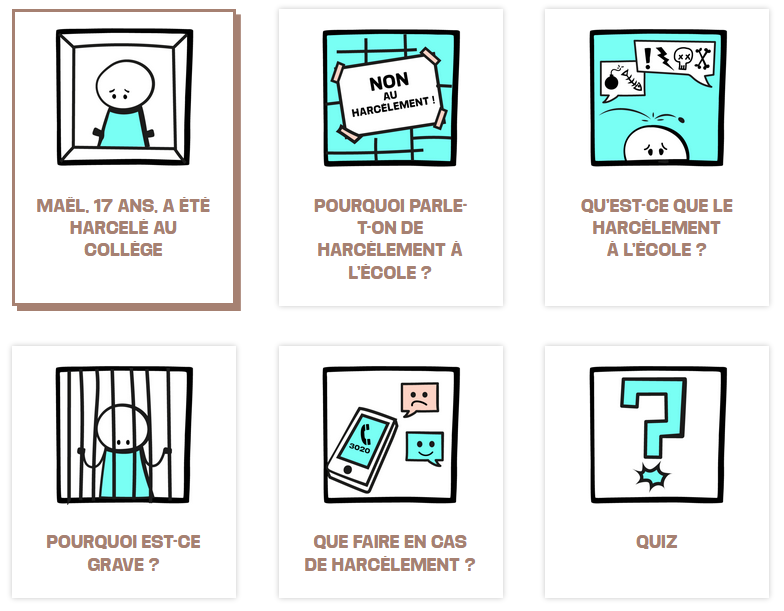 NON
AU
HARCÈLEMENT !
!
MAËL, 17 ANS, A ÉTÉ
HARCELÉ AU
COLLÈGE
POURQUOI PARLE-
T-ON DE
HARCÈLEMENT À
L'ÉCOLE ?
QU'EST-CE QUE LE
HARCÈLEMENT
À L'ÉCOLE ?
3020
POURQUOI EST-CE
GRAVE ?
QUE FAIRE EN CAS
DE HARCÈLEMENT ?
?
QUIZ